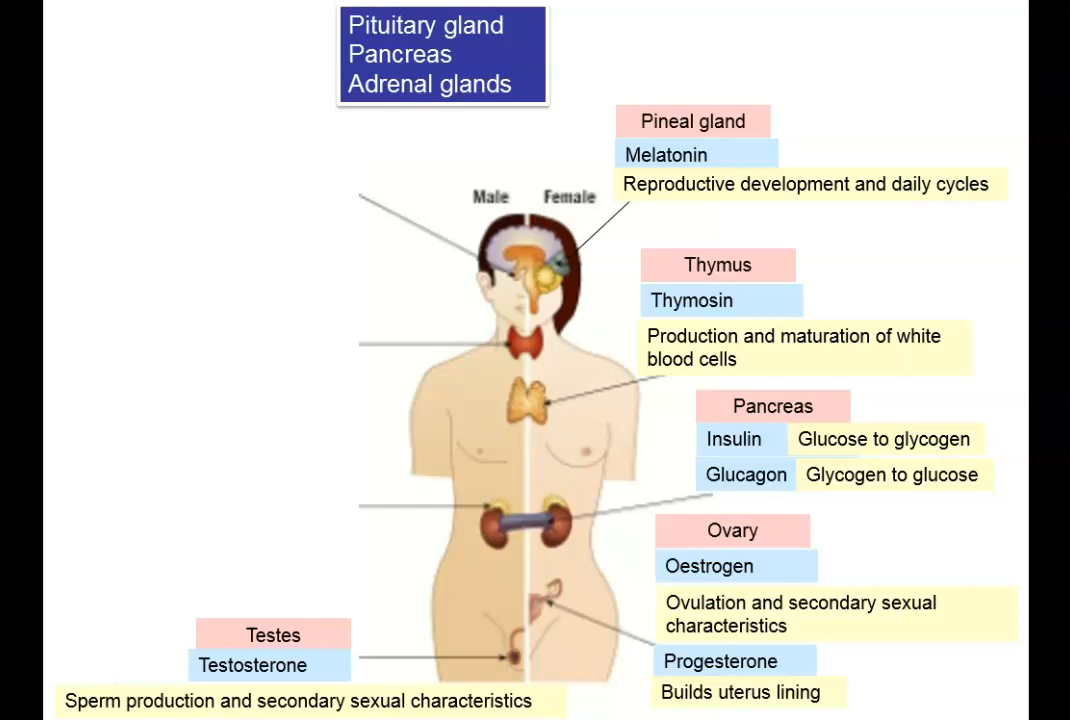 Pituitary gland
Pancreas
Adrenal glands
Pineal gland
Melatonin
Reproductive development and daily cycles
Male
Female
Thymus
Thymosin
Production and maturation of white
blood cells
Pancreas
Insulin
Glucose to glycogen
Glucagon
Glycogen to glucose
Ovary
Oestrogen
Ovulation and secondary sexual
characteristics
Progesterone
Builds uterus lining
Testes
Testosterone
Sperm production and secondary sexual characteristics